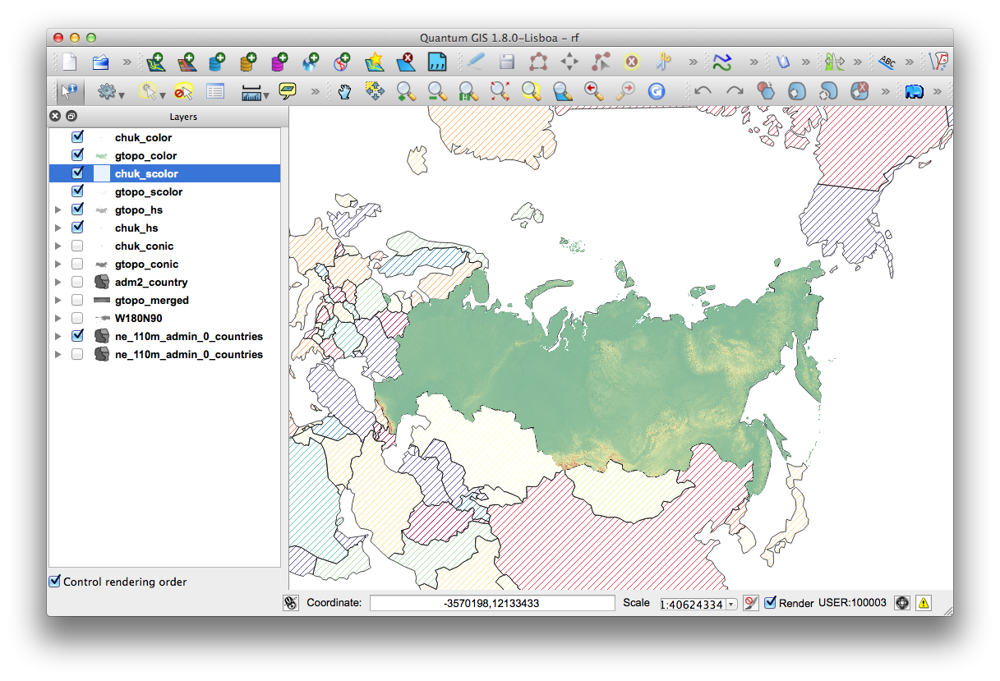 Quantum GIS 1.8.0-Lisboa – rf
ABC
Layers
chuk_color
gtopo_color
chuk_scolor
gtopo_scolor
gtopo_hs
chuk_hs
chuk_conic
gtopo_conic
adm2_country
gtopo_merged
W180N90
ne_110m_admin_0_countries
ne_110m_admin_0_countries
Control rendering order
Coordinate: -3570198,12133433 Scale 1:40624334 Render USER:100003